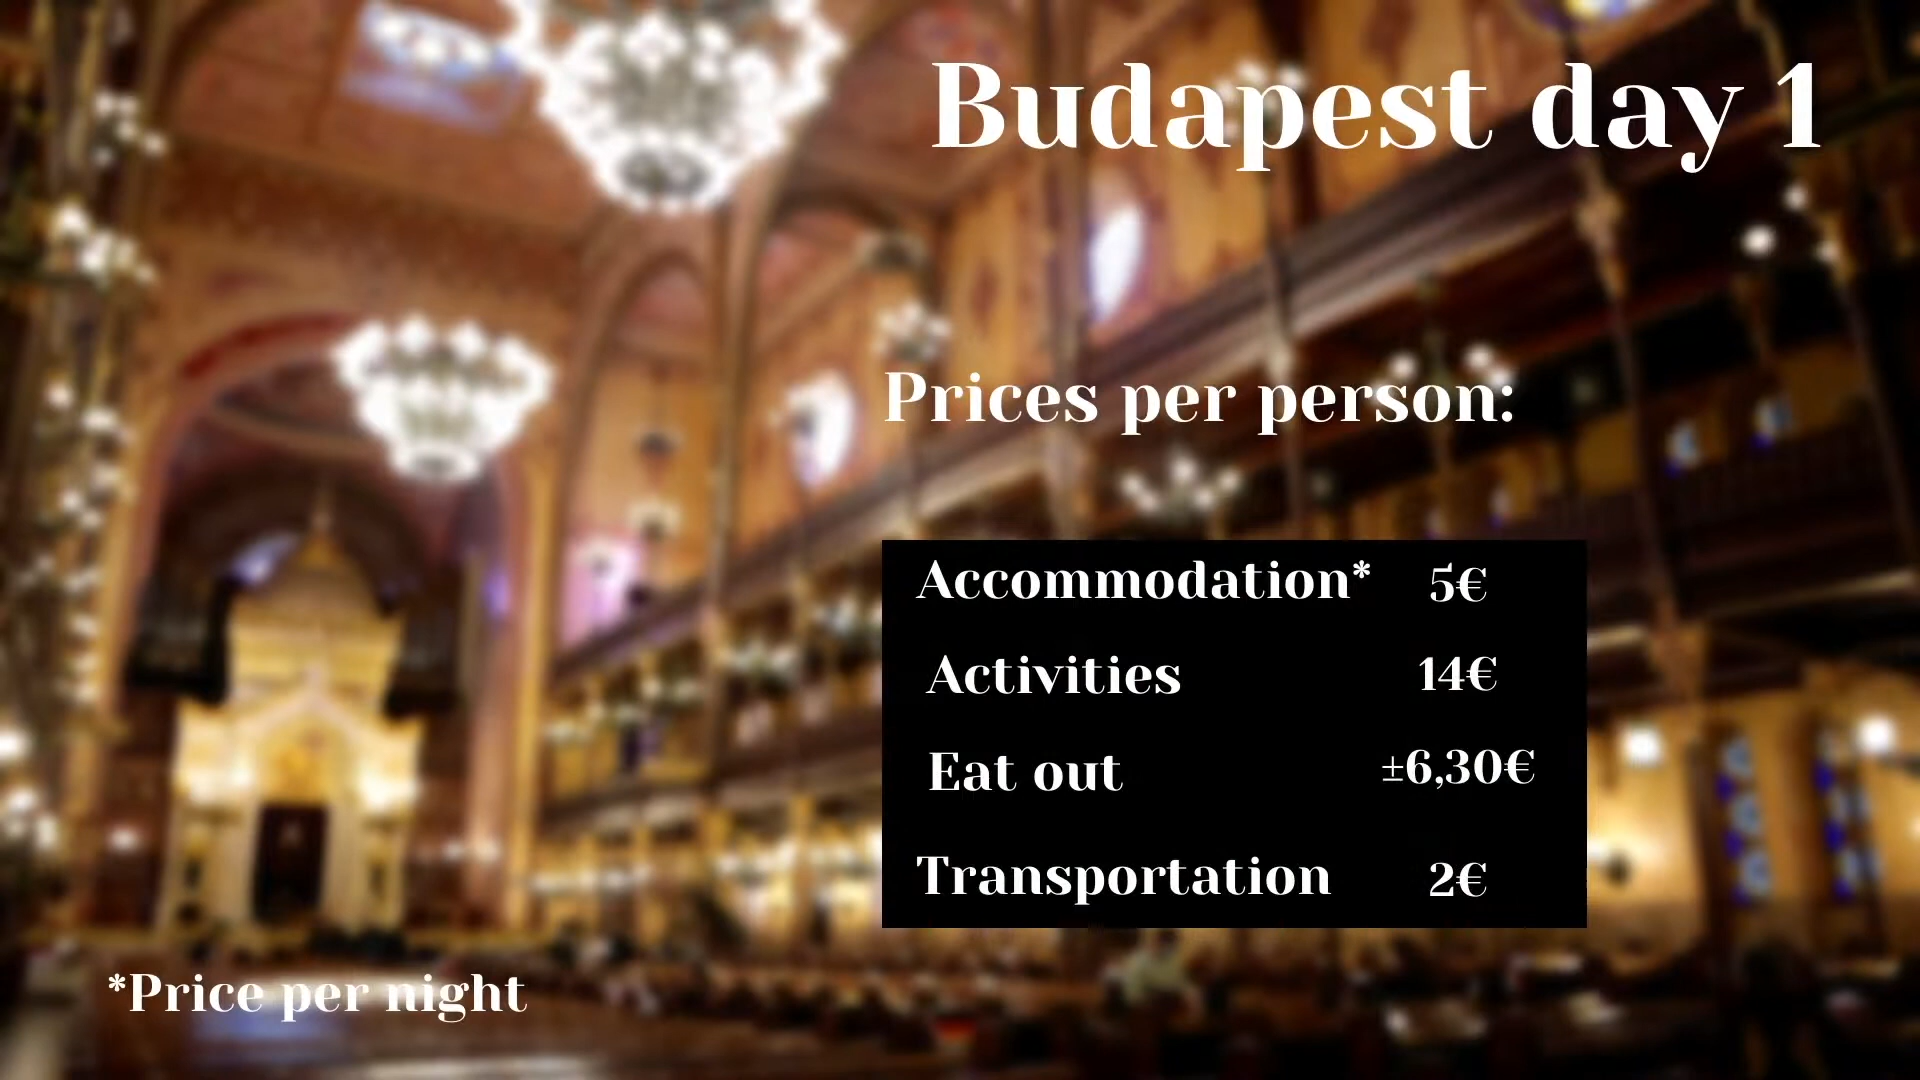 Budapest day 1
Prices per person:
Accommodation* 5€
Activities 14€
Eat out ±6,30€
Transportation 2€
*Price per night